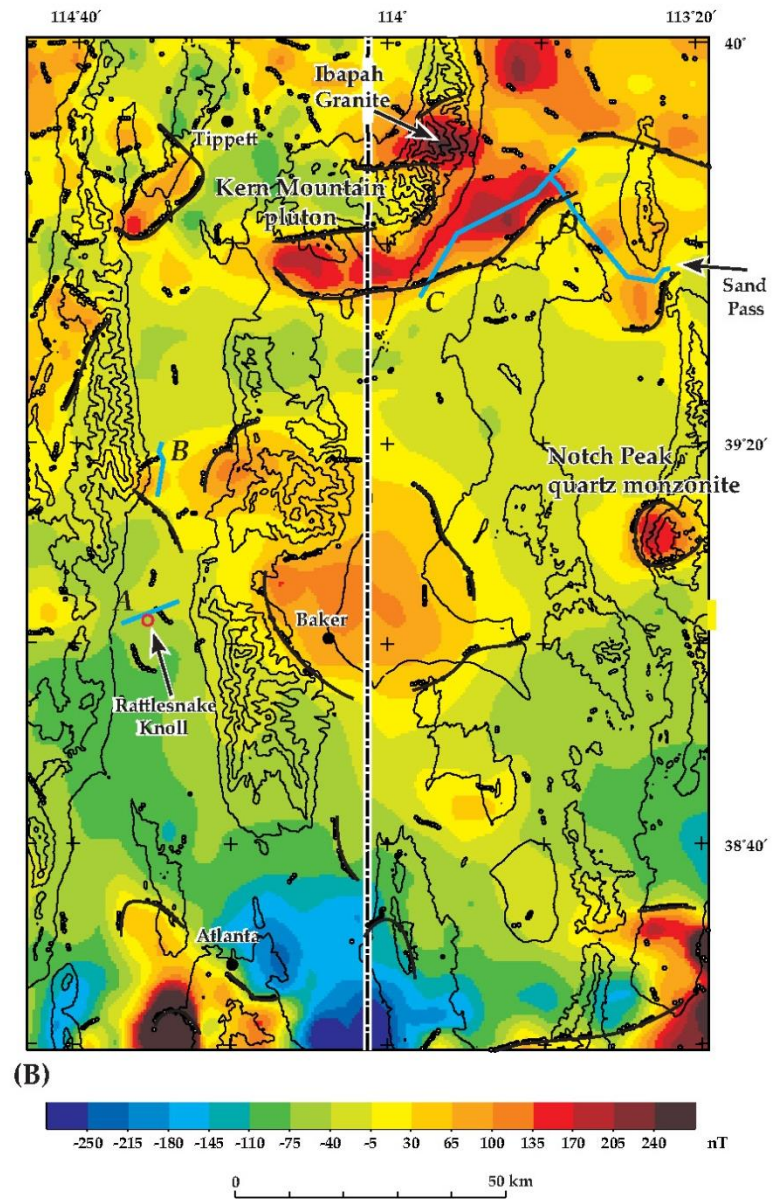 114°40' 114° 113°20'
40°
Ibapah
Granite
Tippett
Kern Mountain
pluton
D
Sand
Pass
C
39°20'
B
Notch Peak
quartz monzonite
A
Baker
Rattlesnake
Knoll
38°40'
Atlanta
(B)
-250 -215 -180 -145 -110 -75 -40 -5 30 65 100 135 170 205 240 nT
0 50 km